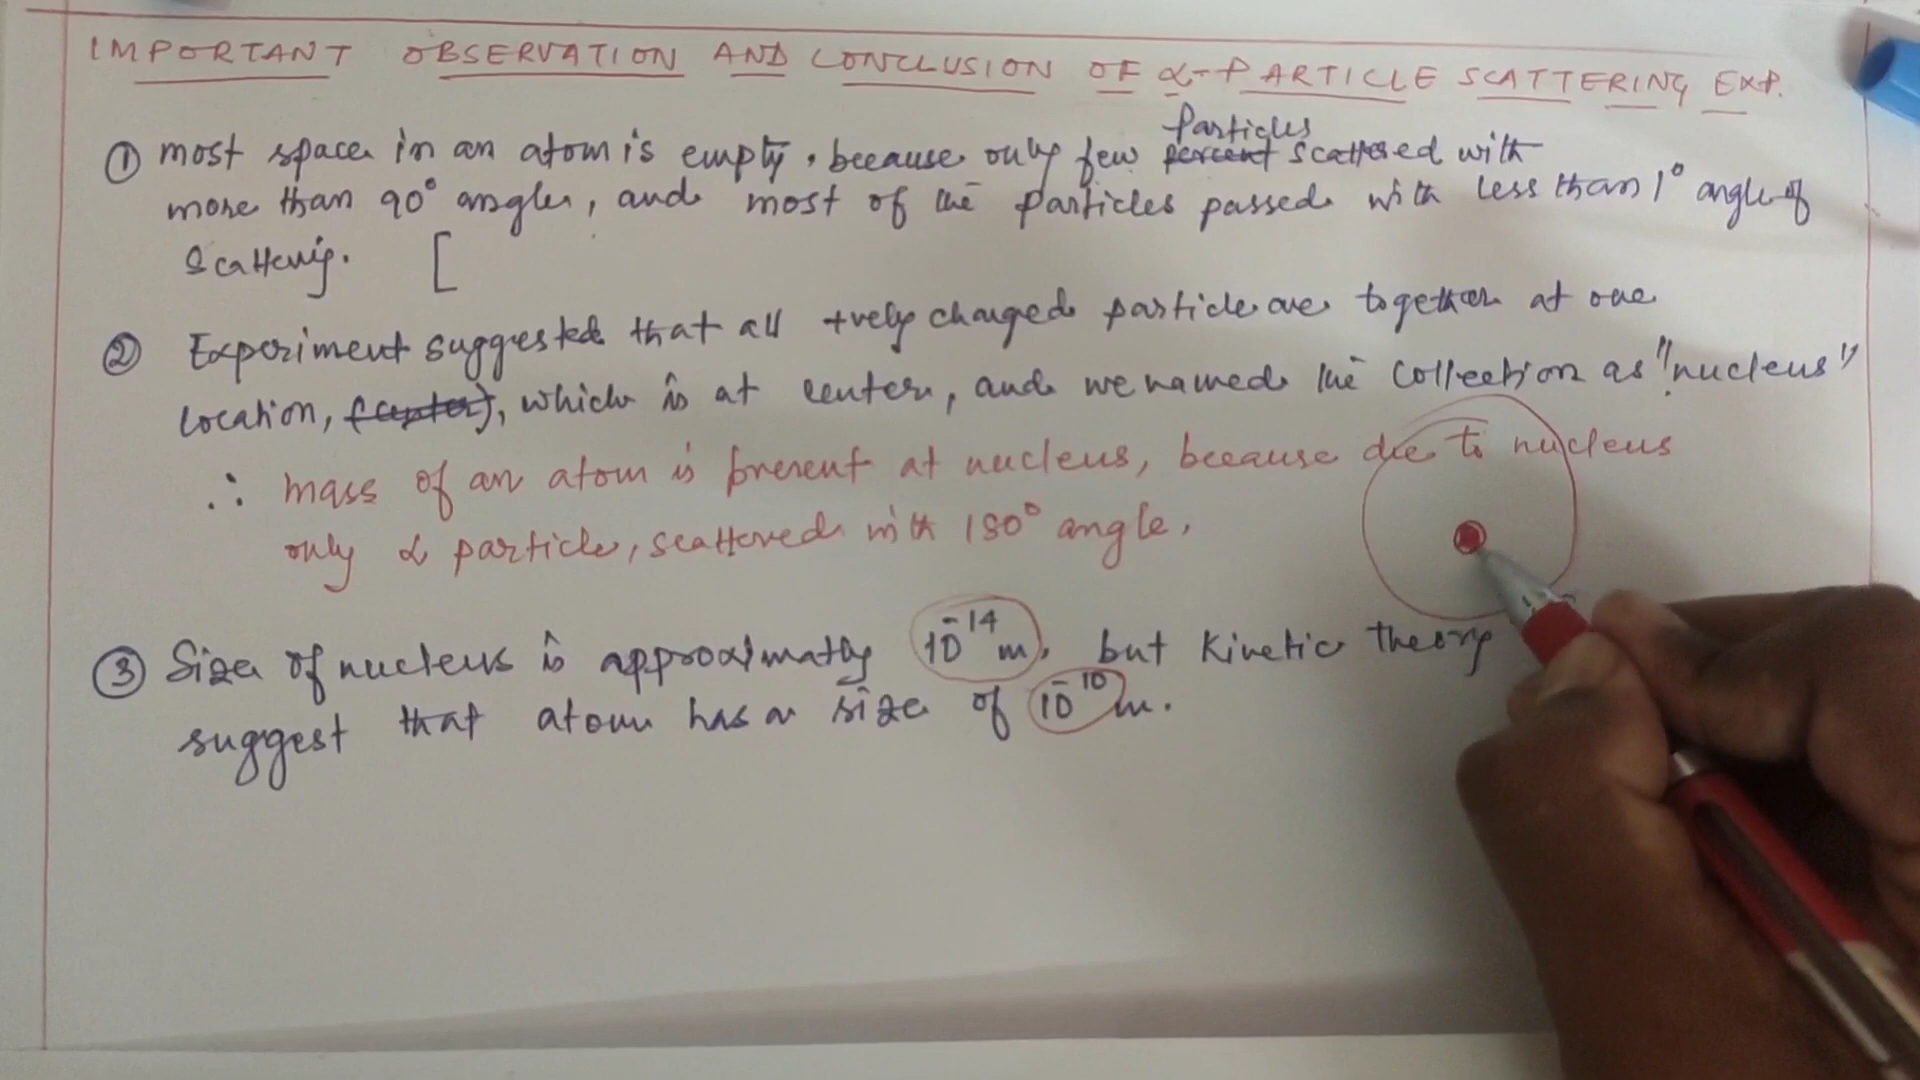 IMPORTANT OBSERVATION AND CONCLUSION OF α-PARTICLE SCATTERING EXP.
① most space in an atom is empty, because only few percent particles scattered with
more than 90° angles, and most of the particles passed with less than 1° angle of
scattering. [
② Experiment suggested that all +vely charged particle are together at one
location, (center), which is at center, and we named the collection as "nucleus"
∴ mass of an atom is present at nucleus, because due to nucleus
only α particle, scattered with 180° angle.
③ Size of nucleus is approximatly 10^-14 m, but Kinetic theory
suggest that atom has a size of 10^-10 m.